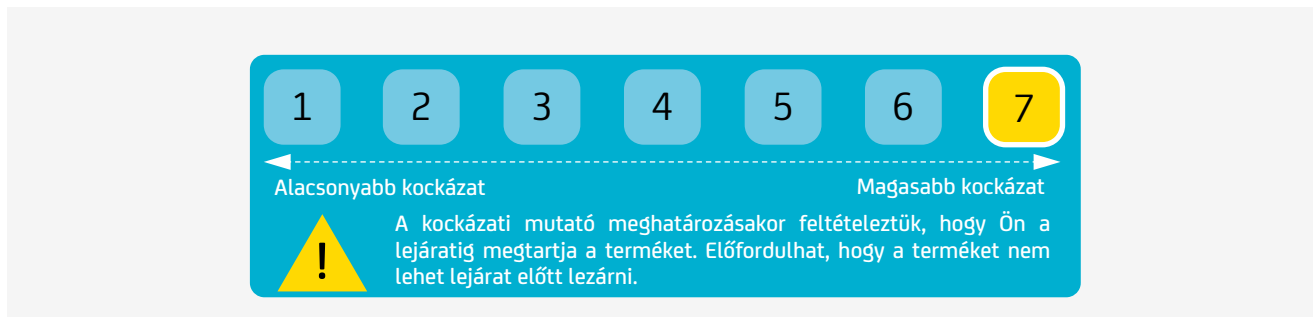 1 2 3 4 5 6 7
Alacsonyabb kockázat Magasabb kockázat
A kockázati mutató meghatározásakor feltételeztük, hogy Ön a
lejáratig megtartja a terméket. Előfordulhat, hogy a terméket nem
lehet lejárat előtt lezárni.
!